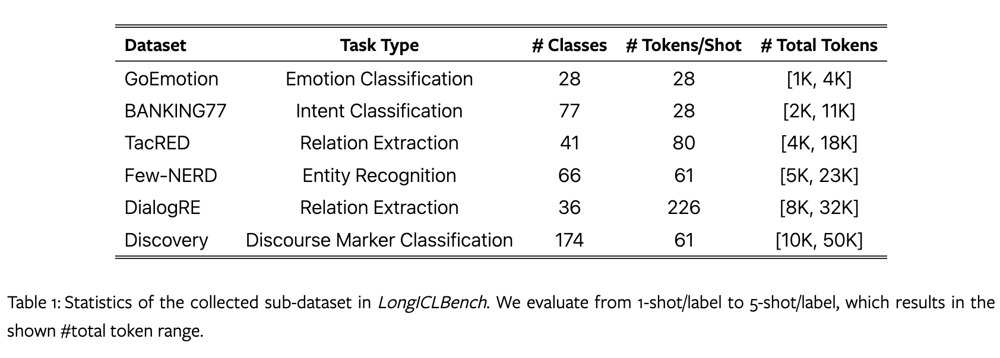 Dataset Task Type # Classes # Tokens/Shot # Total Tokens
GoEmotion Emotion Classification 28 28 [1K, 4K]
BANKING77 Intent Classification 77 28 [2K, 11K]
TacRED Relation Extraction 41 80 [4K, 18K]
Few-NERD Entity Recognition 66 61 [5K, 23K]
DialogRE Relation Extraction 36 226 [8K, 32K]
Discovery Discourse Marker Classification 174 61 [10K, 50K]
Table 1: Statistics of the collected sub-dataset in LongICLBench. We evaluate from 1-shot/label to 5-shot/label, which results in the
shown #total token range.